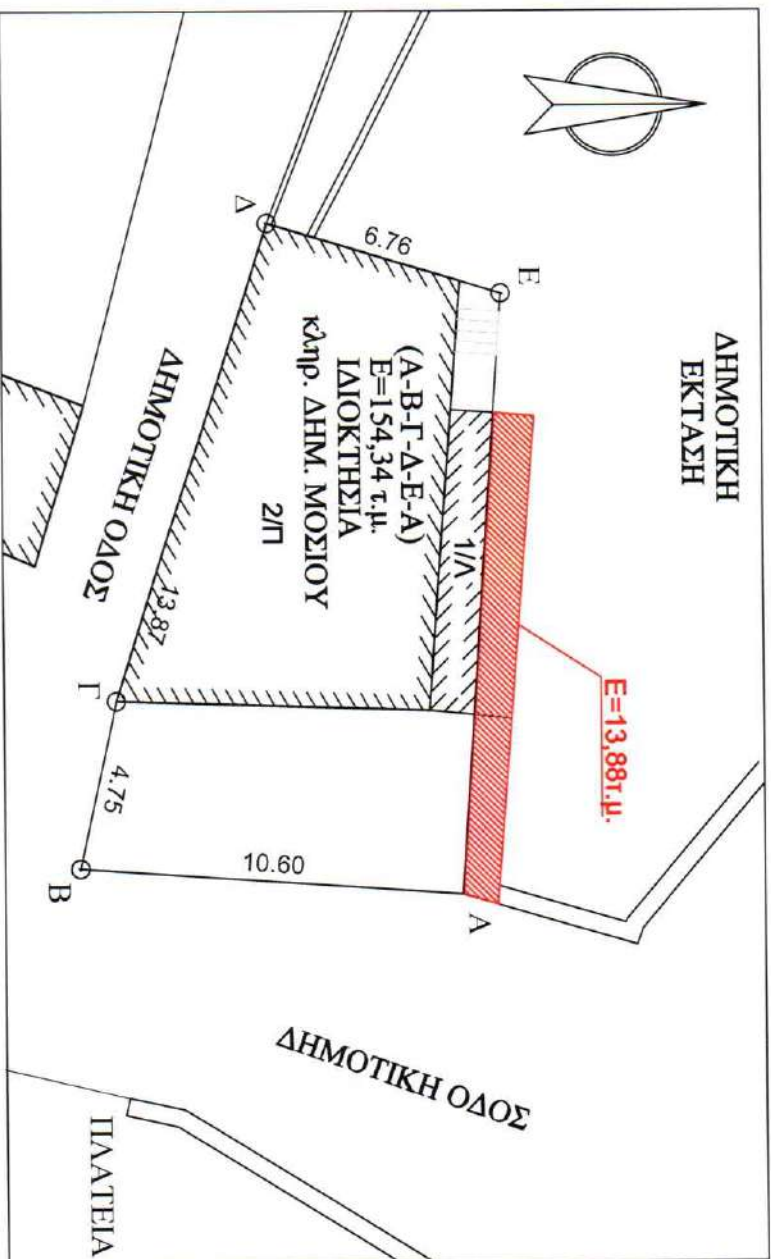 ΔΗΜΟΤΙΚΗ
ΕΚΤΑΣΗ
Ε=13,88τ.μ.
Ε
6.76
Δ
1/Λ
(Α-Β-Γ-Δ-Ε-Α)
Ε=154,34 τ.μ.
ΙΔΙΟΚΤΗΣΙΑ
κληρ. ΔΗΜ. ΜΟΣΙΟΥ
2/Π
Α
10.60
13.87
Γ
4.75
Β
ΔΗΜΟΤΙΚΗ ΟΔΟΣ
ΔΗΜΟΤΙΚΗ ΟΔΟΣ
ΠΛΑΤΕΙΑ